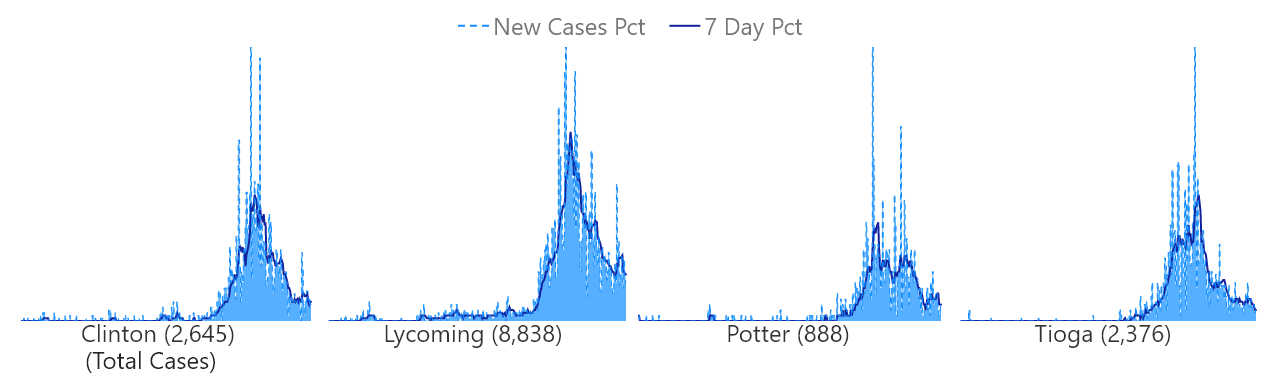 New Cases Pct 7 Day Pct
Clinton (2,645) Lycoming (8,838) Potter (888) Tioga (2,376)
(Total Cases)